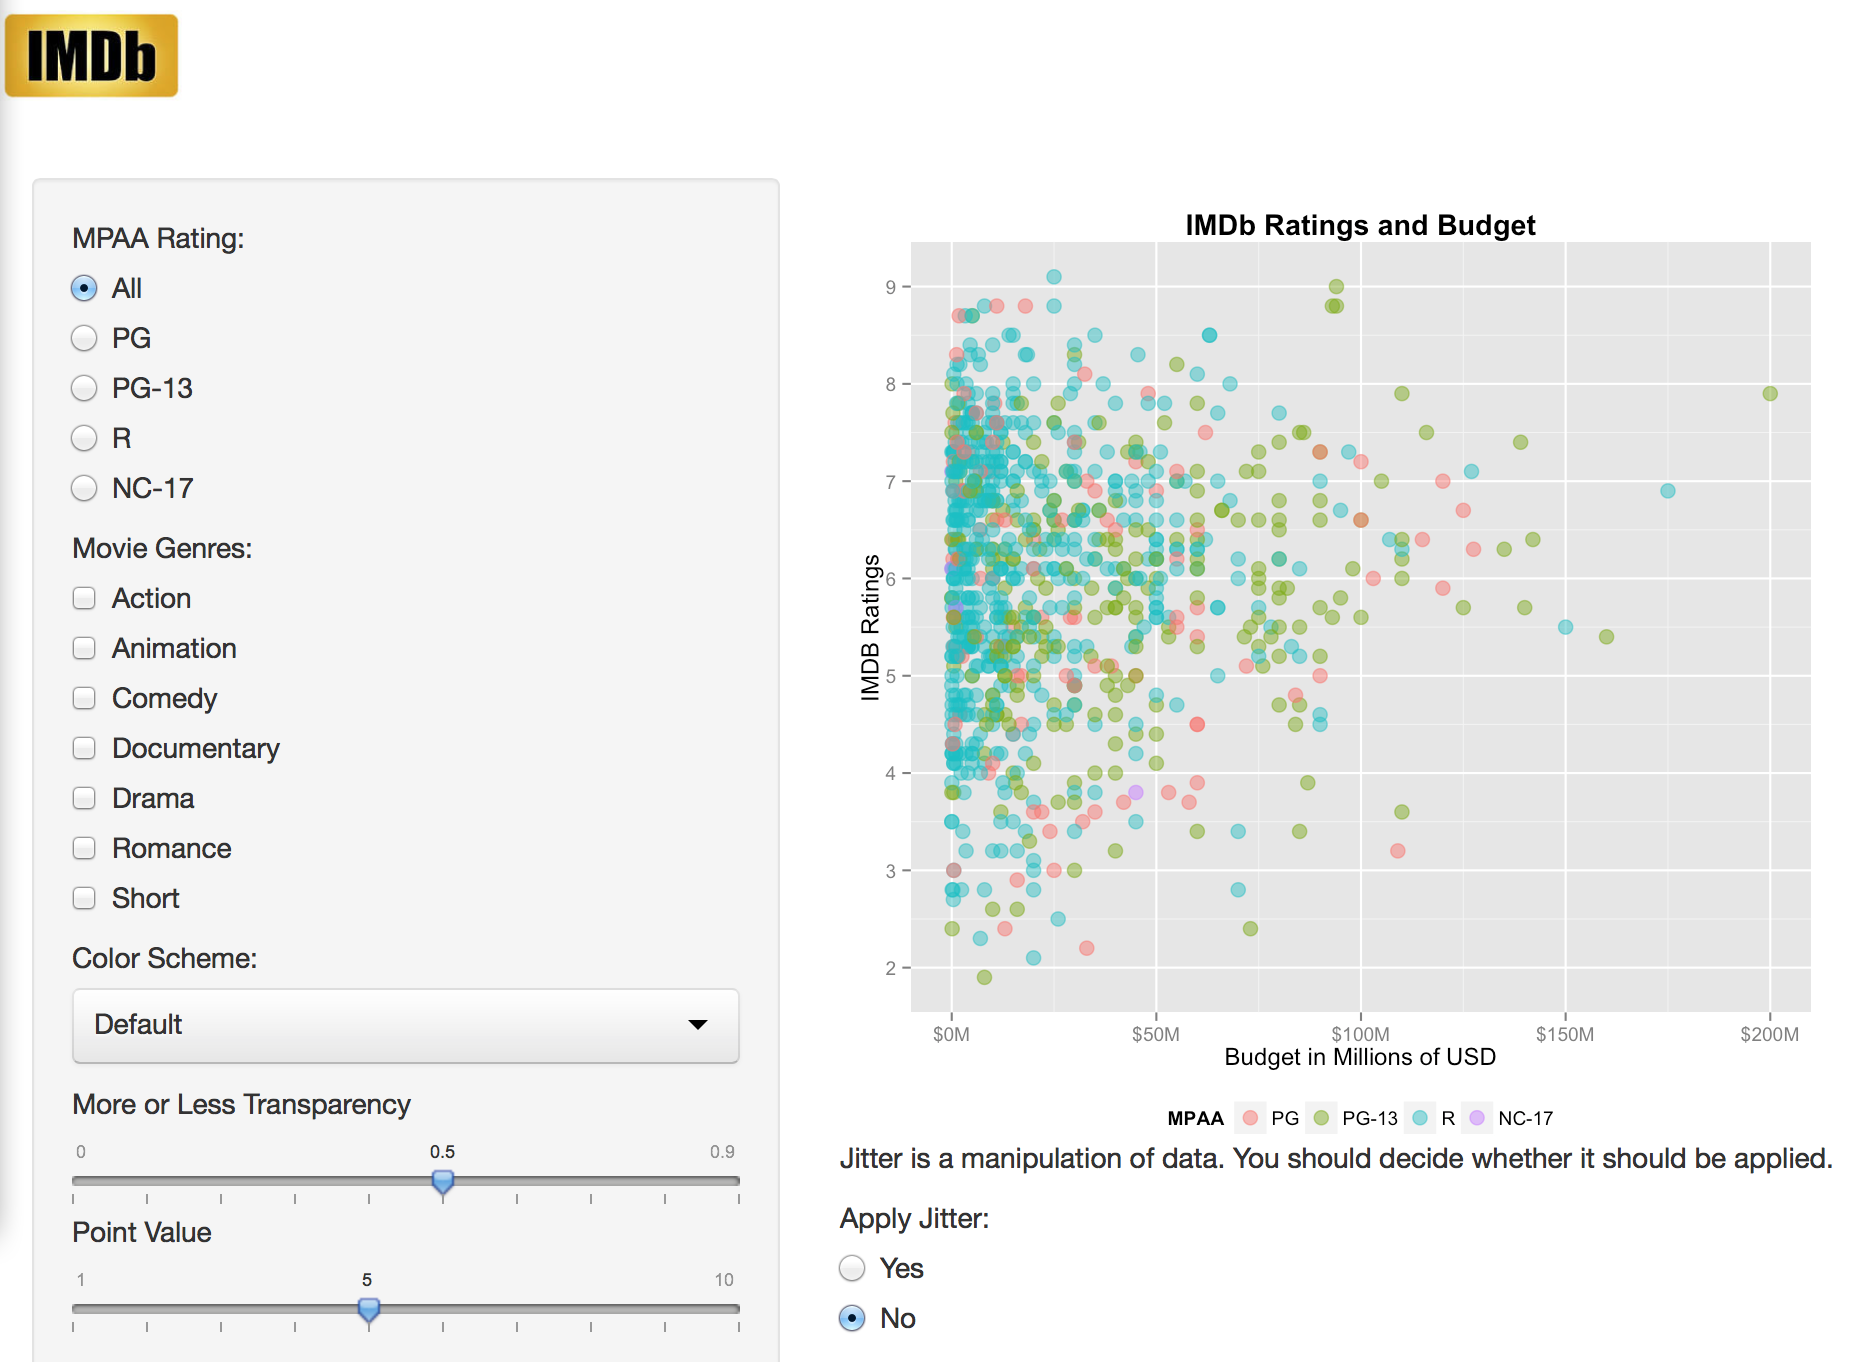 IMDb
MPAA Rating:
All
PG
PG-13
R
NC-17
Movie Genres:
Action
Animation
Comedy
Documentary
Drama
Romance
Short
Color Scheme:
Default
More or Less Transparency
0 0.5 0.9
Point Value
1 5 10
IMDb Ratings and Budget
IMDB Ratings
9
8
7
6
5
4
3
2
$0M $50M $100M $150M $200M
Budget in Millions of USD
MPAA PG PG-13 R NC-17
Jitter is a manipulation of data. You should decide whether it should be applied.
Apply Jitter:
Yes
No